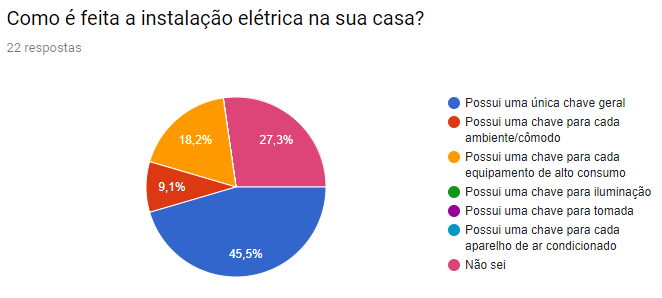 Como é feita a instalação elétrica na sua casa?
22 respostas
18,2%
27,3%
9,1%
45,5%
Possui uma única chave geral
Possui uma chave para cada
ambiente/cômodo
Possui uma chave para cada
equipamento de alto consumo
Possui uma chave para iluminação
Possui uma chave para tomada
Possui uma chave para cada
aparelho de ar condicionado
Não sei